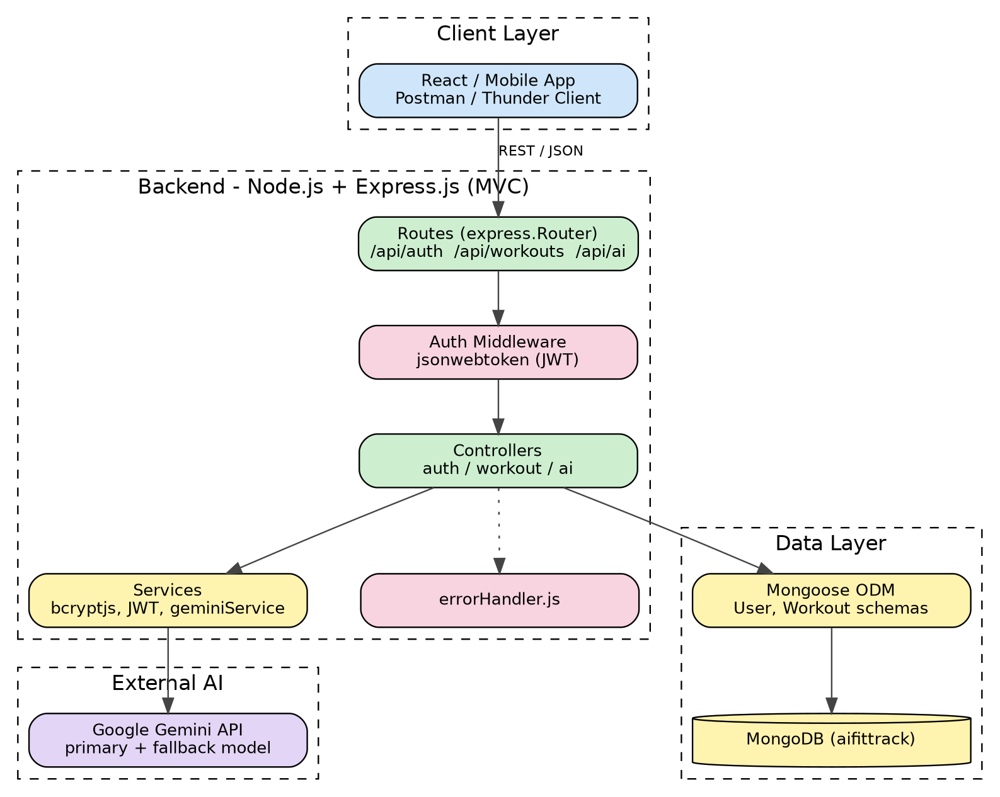 Client Layer
React / Mobile App
Postman / Thunder Client
REST / JSON
Backend - Node.js + Express.js (MVC)
Routes (express.Router)
/api/auth  /api/workouts  /api/ai
Auth Middleware
jsonwebtoken (JWT)
Controllers
auth / workout / ai
Services
bcryptjs, JWT, geminiService
errorHandler.js
Data Layer
Mongoose ODM
User, Workout schemas
External AI
Google Gemini API
primary + fallback model
MongoDB (aifittrack)